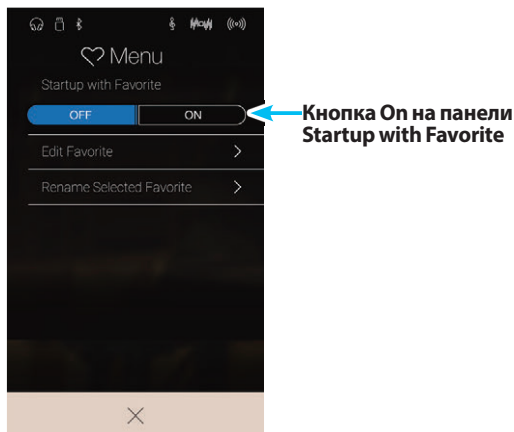 Menu
Startup with Favorite
OFF ON
Кнопка On на панели
Startup with Favorite
Edit Favorite
Rename Selected Favorite